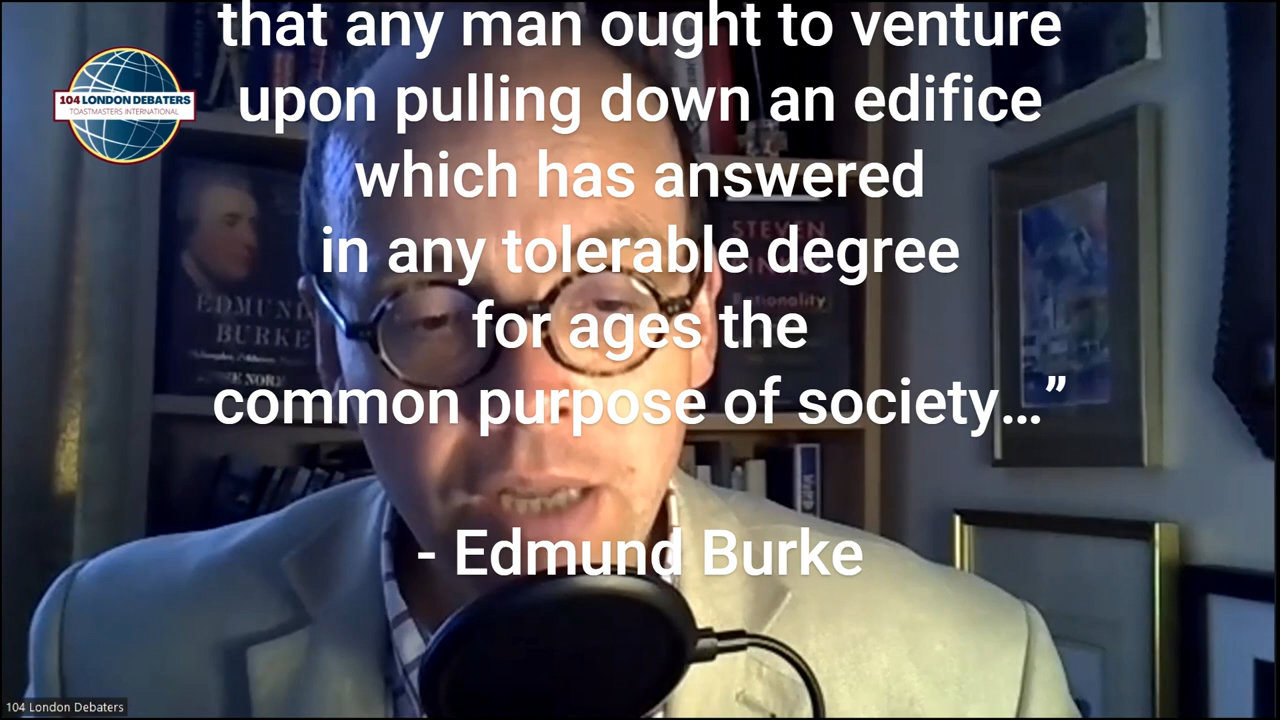 that any man ought to venture
upon pulling down an edifice
which has answered
in any tolerable degree
for ages the
common purpose of society…”
- Edmund Burke
104 LONDON DEBATERS
TOASTMASTERS INTERNATIONAL
EDMUND
BURKE
STEVEN
Rationality
104 London Debaters